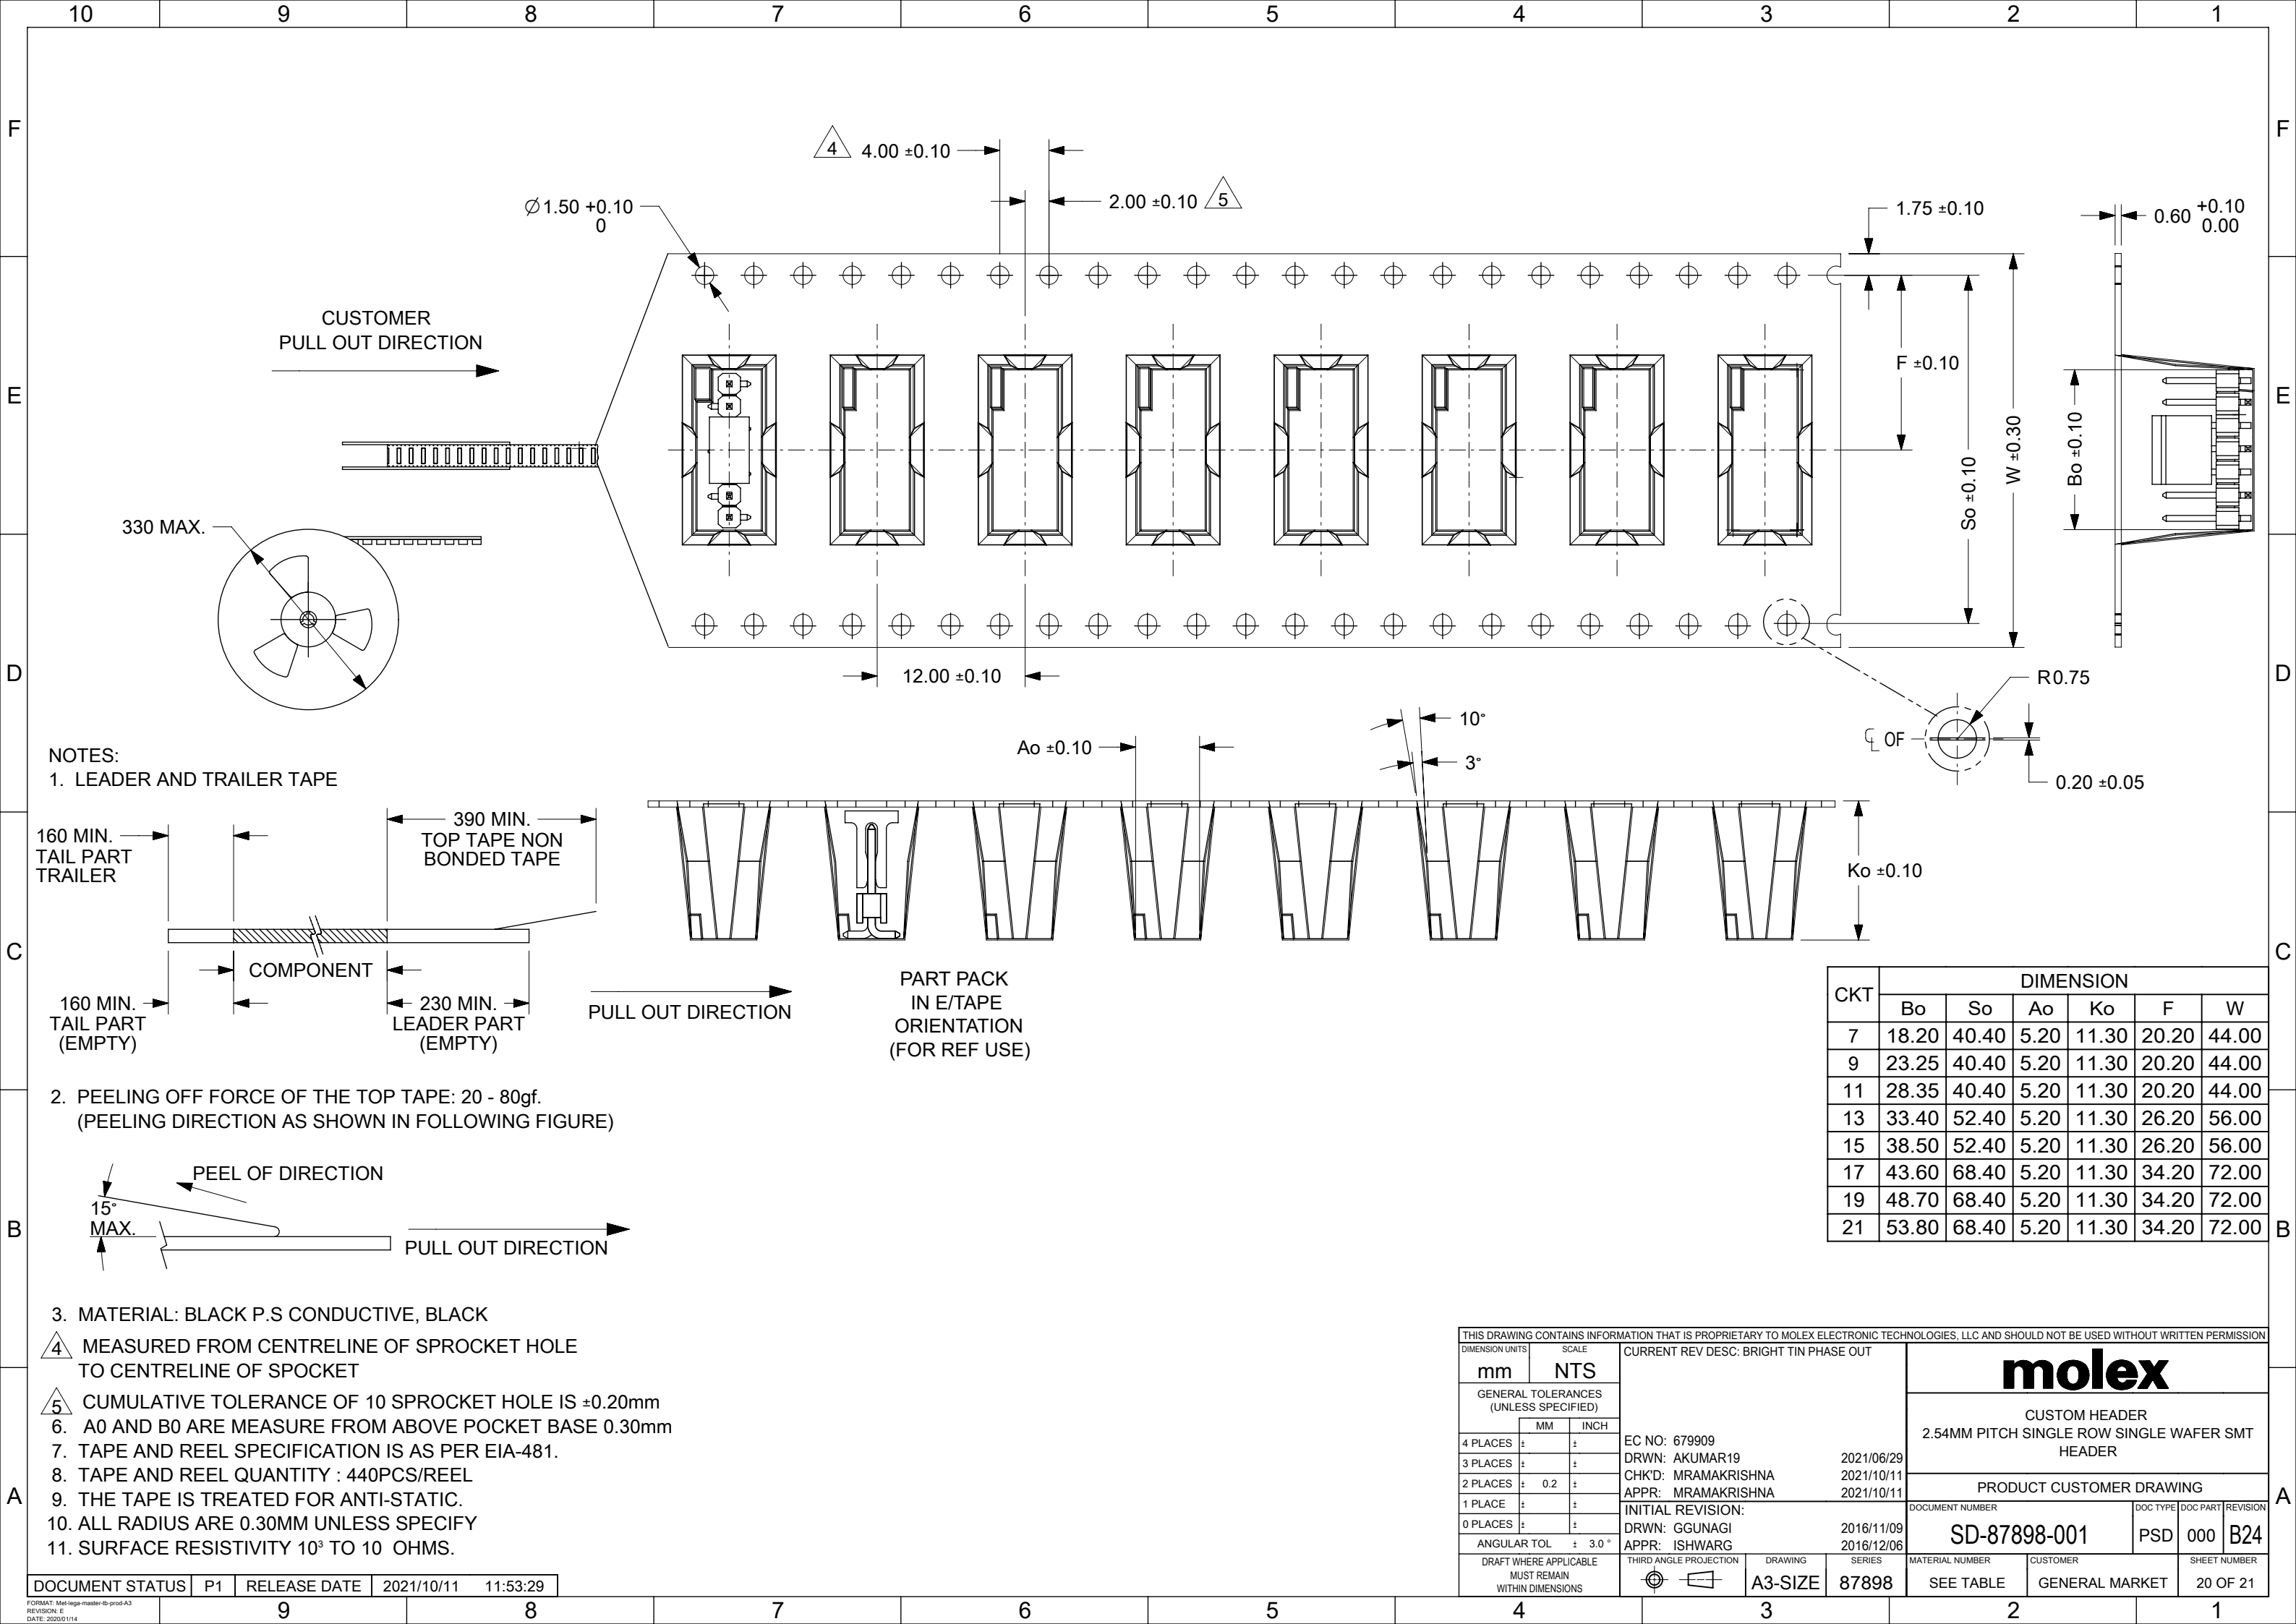 10 9 8 7 6 5 4 3 2 1
F F
E E
D D
C C
B B
A A
4 4.00 ±0.10
2.00 ±0.10 5
Ø1.50 +0.10
0
1.75 ±0.10
0.60 +0.10
0.00
CUSTOMER
PULL OUT DIRECTION
F ±0.10
So ±0.10
W ±0.30
Bo ±0.10
330 MAX.
12.00 ±0.10
R0.75
℄ OF
0.20 ±0.05
10°
3°
Ao ±0.10
Ko ±0.10
NOTES:
1. LEADER AND TRAILER TAPE
160 MIN.
TAIL PART
TRAILER
390 MIN.
TOP TAPE NON
BONDED TAPE
COMPONENT
160 MIN.
TAIL PART
(EMPTY)
230 MIN.
LEADER PART
(EMPTY)
PULL OUT DIRECTION
PART PACK
IN E/TAPE
ORIENTATION
(FOR REF USE)
CKT DIMENSION
Bo So Ao Ko F W
7 18.20 40.40 5.20 11.30 20.20 44.00
9 23.25 40.40 5.20 11.30 20.20 44.00
11 28.35 40.40 5.20 11.30 20.20 44.00
13 33.40 52.40 5.20 11.30 26.20 56.00
15 38.50 52.40 5.20 11.30 26.20 56.00
17 43.60 68.40 5.20 11.30 34.20 72.00
19 48.70 68.40 5.20 11.30 34.20 72.00
21 53.80 68.40 5.20 11.30 34.20 72.00
2. PEELING OFF FORCE OF THE TOP TAPE: 20 - 80gf.
(PEELING DIRECTION AS SHOWN IN FOLLOWING FIGURE)
PEEL OF DIRECTION
15°
MAX.
PULL OUT DIRECTION
3. MATERIAL: BLACK P.S CONDUCTIVE, BLACK
4 MEASURED FROM CENTRELINE OF SPROCKET HOLE
TO CENTRELINE OF SPOCKET
5 CUMULATIVE TOLERANCE OF 10 SPROCKET HOLE IS ±0.20mm
6. A0 AND B0 ARE MEASURE FROM ABOVE POCKET BASE 0.30mm
7. TAPE AND REEL SPECIFICATION IS AS PER EIA-481.
8. TAPE AND REEL QUANTITY : 440PCS/REEL
9. THE TAPE IS TREATED FOR ANTI-STATIC.
10. ALL RADIUS ARE 0.30MM UNLESS SPECIFY
11. SURFACE RESISTIVITY 10³ TO 10 OHMS.
DOCUMENT STATUS P1 RELEASE DATE 2021/10/11 11:53:29
FORMAT: Met-lega-master-tb-prod-A3
REVISION: E
DATE: 2020/01/14
THIS DRAWING CONTAINS INFORMATION THAT IS PROPRIETARY TO MOLEX ELECTRONIC TECHNOLOGIES, LLC AND SHOULD NOT BE USED WITHOUT WRITTEN PERMISSION
DIMENSION UNITS SCALE
mm NTS
GENERAL TOLERANCES
(UNLESS SPECIFIED)
MM INCH
4 PLACES ± ±
3 PLACES ± ±
2 PLACES ± 0.2 ±
1 PLACE ± ±
0 PLACES ± ±
ANGULAR TOL ± 3.0 °
DRAFT WHERE APPLICABLE
MUST REMAIN
WITHIN DIMENSIONS
CURRENT REV DESC: BRIGHT TIN PHASE OUT
EC NO: 679909
DRWN: AKUMAR19 2021/06/29
CHK'D: MRAMAKRISHNA 2021/10/11
APPR: MRAMAKRISHNA 2021/10/11
INITIAL REVISION:
DRWN: GGUNAGI 2016/11/09
APPR: ISHWARG 2016/12/06
THIRD ANGLE PROJECTION DRAWING SERIES
A3-SIZE 87898
molex
CUSTOM HEADER
2.54MM PITCH SINGLE ROW SINGLE WAFER SMT
HEADER
PRODUCT CUSTOMER DRAWING
DOCUMENT NUMBER DOC TYPE DOC PART REVISION
SD-87898-001 PSD 000 B24
MATERIAL NUMBER CUSTOMER SHEET NUMBER
SEE TABLE GENERAL MARKET 20 OF 21
9 8 7 6 5 4 3 2 1